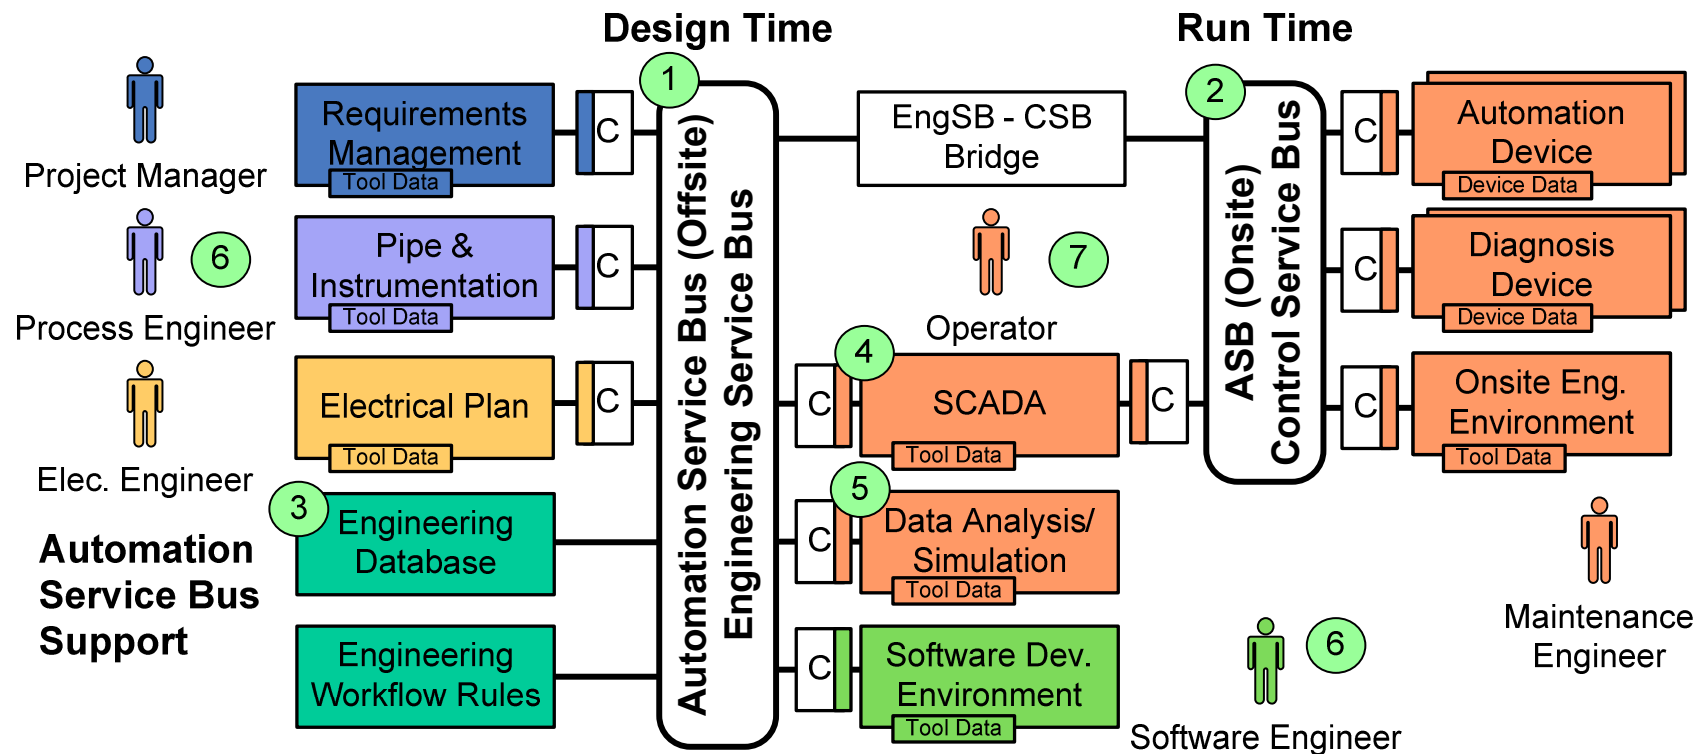 Design Time
Run Time
1
2
Requirements
Management
Tool Data
C
EngSB - CSB
Bridge
C
Automation
Device
Device Data
Project Manager
6
Pipe &
Instrumentation
Tool Data
C
Automation Service Bus (Offsite)
Engineering Service Bus
7
ASB (Onsite)
Control Service Bus
C
Diagnosis
Device
Device Data
Process Engineer
Operator
4
Electrical Plan
Tool Data
C
C
SCADA
Tool Data
C
C
Onsite Eng.
Environment
Tool Data
Elec. Engineer
3
Engineering
Database
5
C
Data Analysis/
Simulation
Tool Data
Automation
Service Bus
Support
Maintenance
Engineer
Engineering
Workflow Rules
C
Software Dev.
Environment
Tool Data
6
Software Engineer